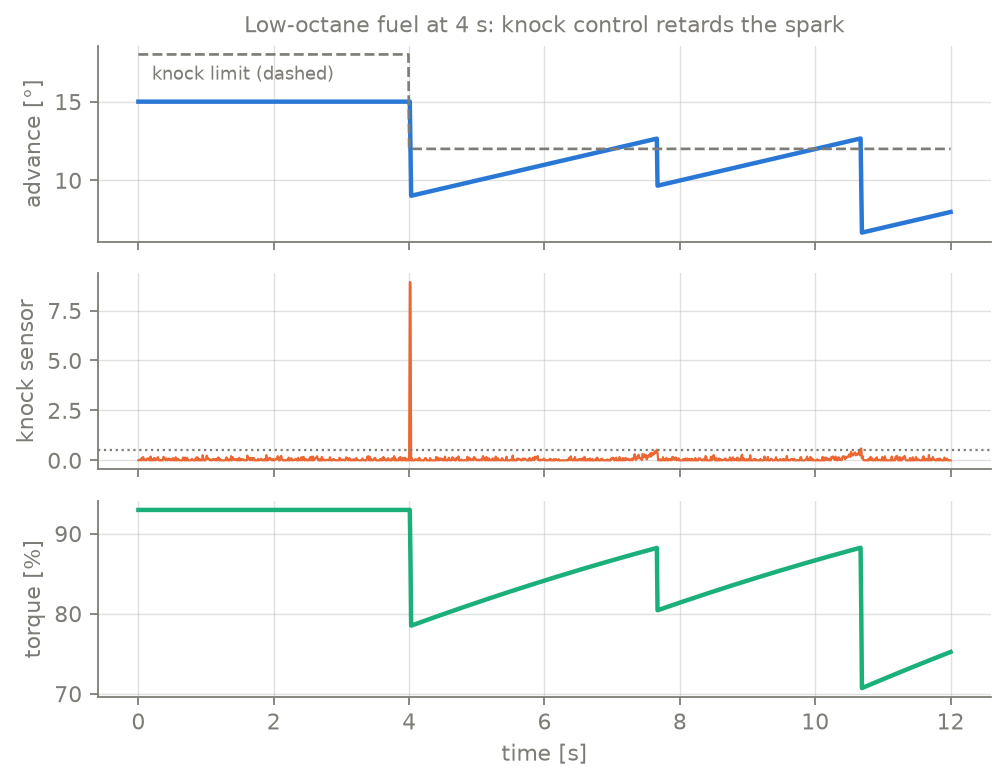 Low-octane fuel at 4 s: knock control retards the spark
advance [°]
15
10
knock limit (dashed)
knock sensor
7.5
5.0
2.5
0.0
torque [%]
90
80
70
0 2 4 6 8 10 12
time [s]